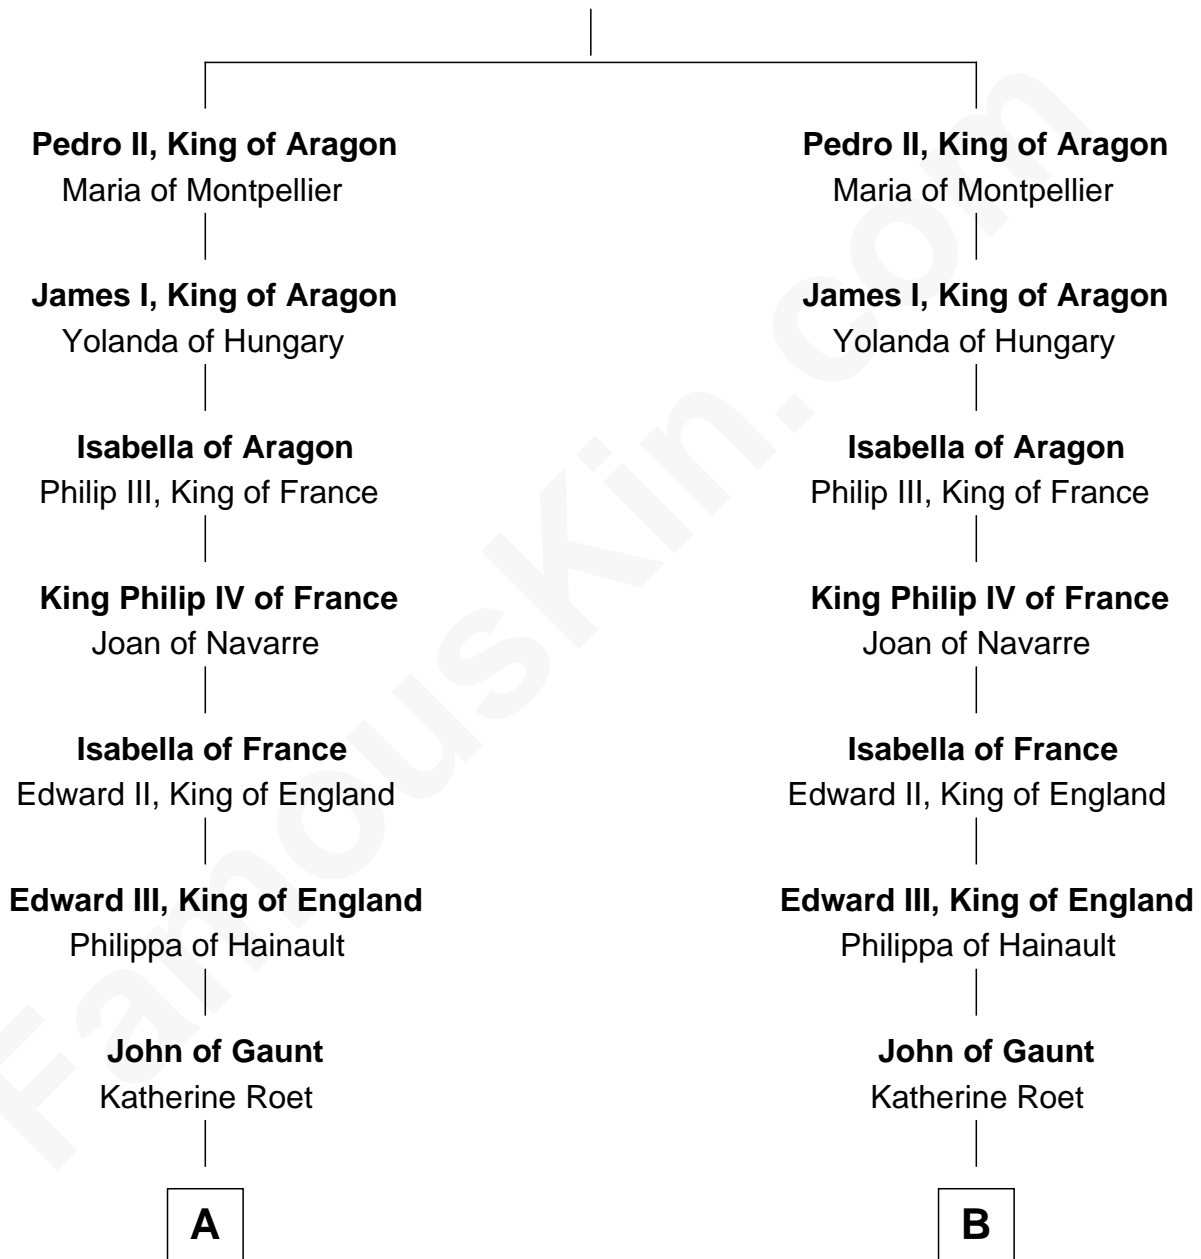 Pedro II, King of Aragon
Maria of Montpellier
James I, King of Aragon
Yolanda of Hungary
Isabella of Aragon
Philip III, King of France
King Philip IV of France
Joan of Navarre
Isabella of France
Edward II, King of England
Edward III, King of England
Philippa of Hainault
John of Gaunt
Katherine Roet
A
Pedro II, King of Aragon
Maria of Montpellier
James I, King of Aragon
Yolanda of Hungary
Isabella of Aragon
Philip III, King of France
King Philip IV of France
Joan of Navarre
Isabella of France
Edward II, King of England
Edward III, King of England
Philippa of Hainault
John of Gaunt
Katherine Roet
B
FamousKin.com